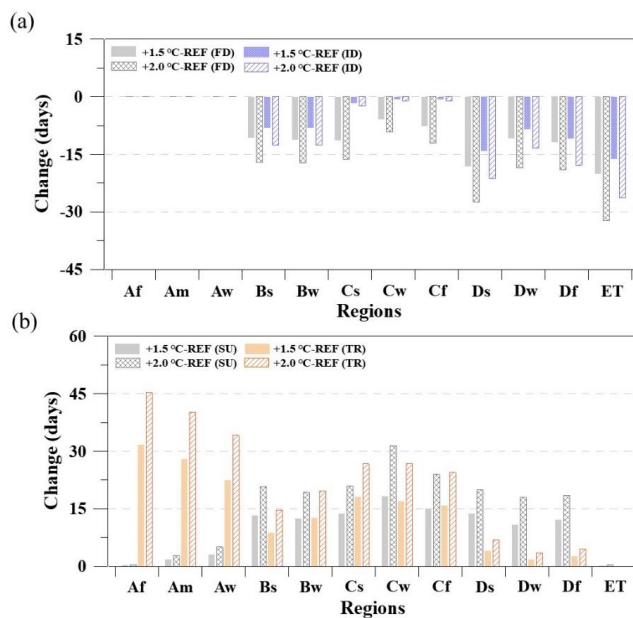 (a)
+1.5 °C-REF (FD) +1.5 °C-REF (ID)
+2.0 °C-REF (FD) +2.0 °C-REF (ID)
Change (days)
15
0
-15
-30
-45
Af Am Aw Bs Bw Cs Cw Cf Ds Dw Df ET
Regions
(b)
+1.5 °C-REF (SU) +1.5 °C-REF (TR)
+2.0 °C-REF (SU) +2.0 °C-REF (TR)
Change (days)
60
45
30
15
0
Af Am Aw Bs Bw Cs Cw Cf Ds Dw Df ET
Regions